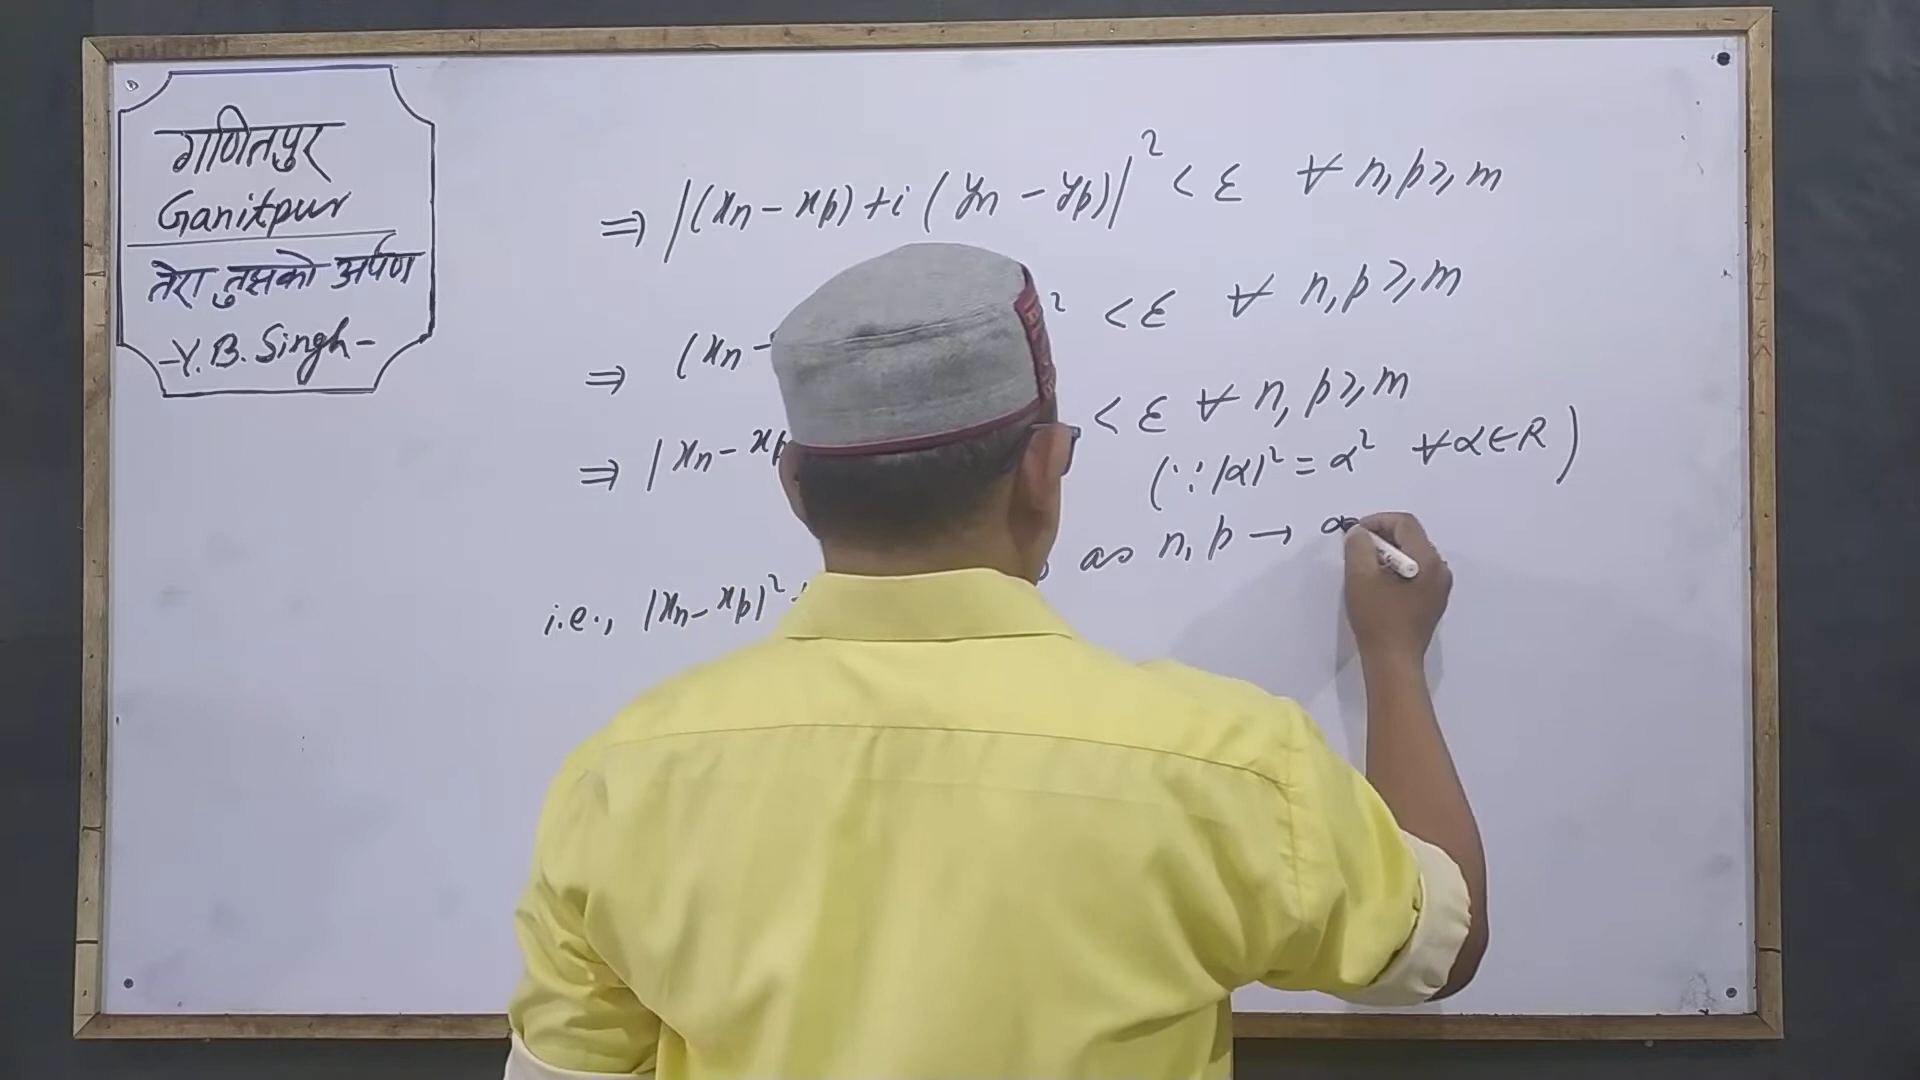 गणितपुर
Ganitpur
तेरा तुझको अर्पण
-Y. B. Singh-
⇒ |(xn - xp) + i (yn - yp)|² < ε ∀ n, p ≥, m
⇒ (xn - ² < ε ∀ n, p ≥, m
⇒ |xn - xp < ε ∀ n, p ≥, m
(∵ |α|² = α² ∀ α ∈ R)
i.e., |xn - xp|² as n, p → ∞